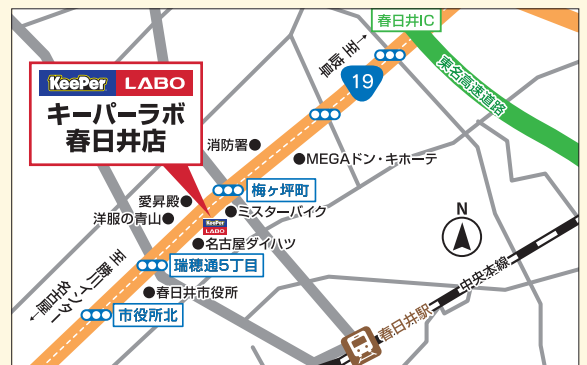 春日井IC
至 岐阜
東名高速道路
19
KeePer LABO
キーパーラボ
春日井店
消防署
MEGAドン・キホーテ
梅ヶ坪町
愛昇殿
ミスターバイク
洋服の青山
KeePer
LABO
名古屋ダイハツ
N
瑞穂通5丁目
至 勝川インター
名古屋
春日井市役所
中央本線
市役所北
春日井駅